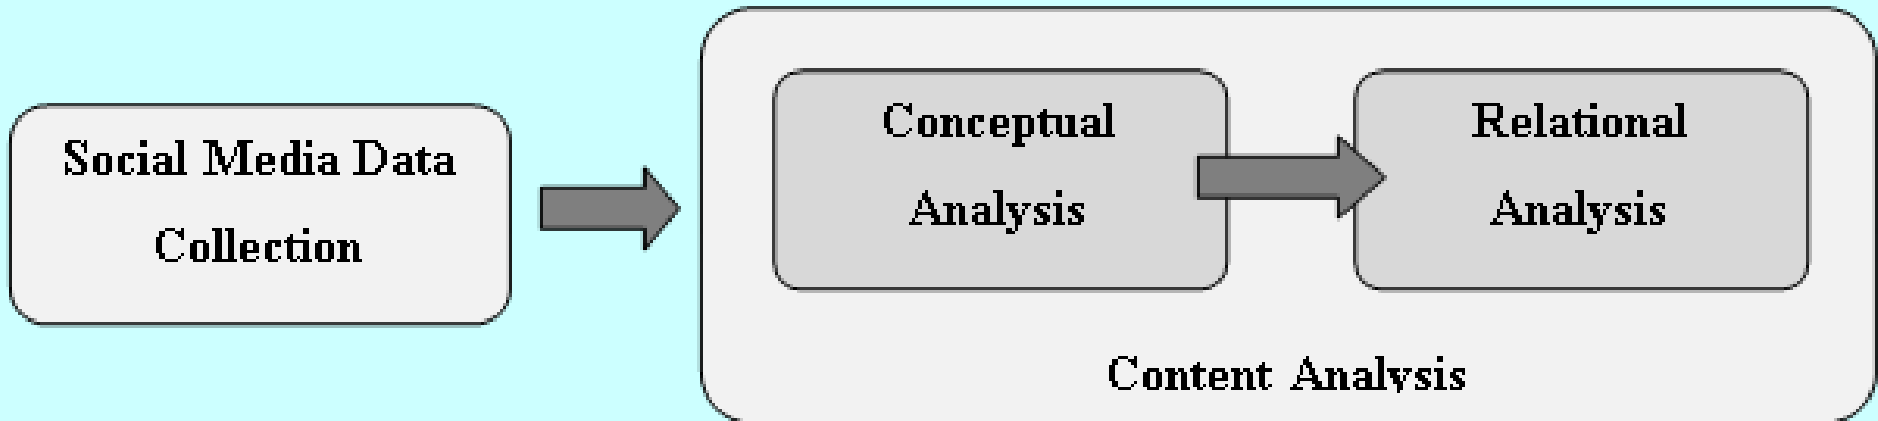 Social Media Data
Collection
Conceptual
Analysis
Relational
Analysis
Content Analysis